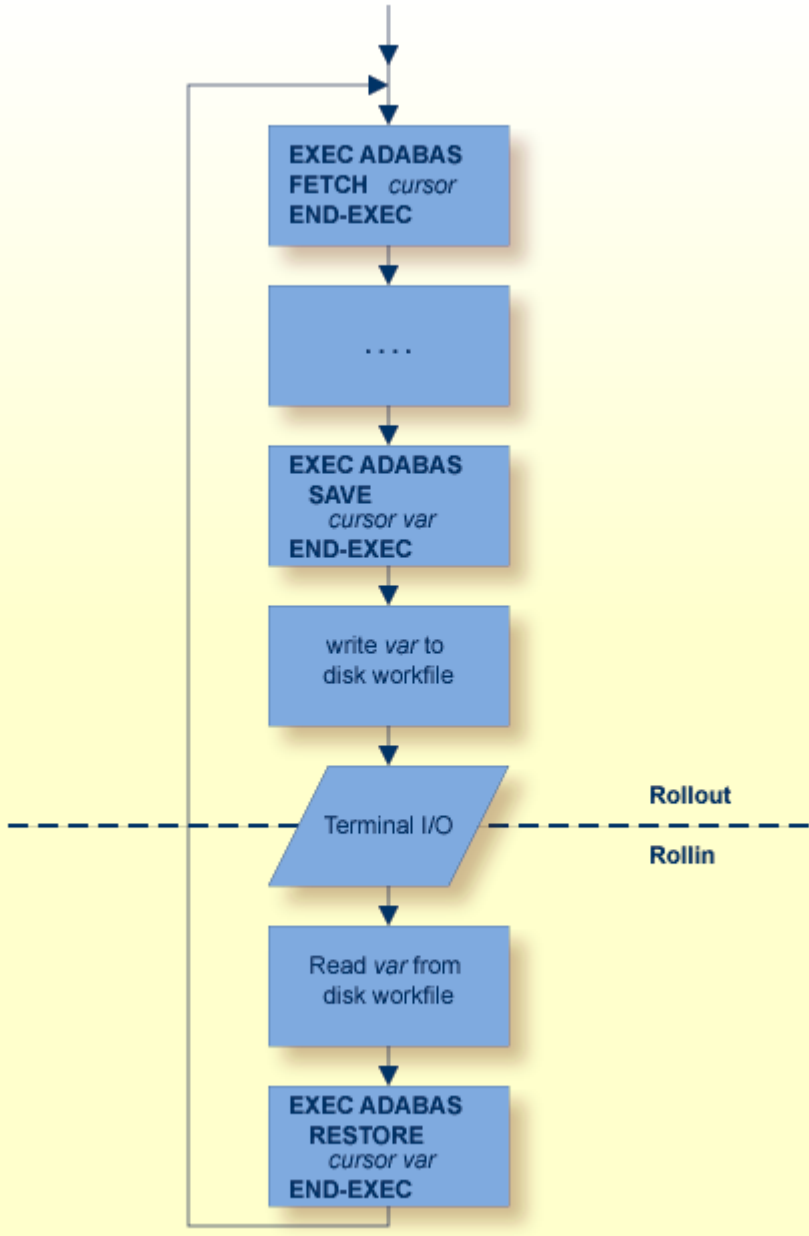 EXEC ADABAS
FETCH cursor
END-EXEC
....
EXEC ADABAS
SAVE
cursor var
END-EXEC
write var to
disk workfile
Terminal I/O
Rollout
Rollin
Read var from
disk workfile
EXEC ADABAS
RESTORE
cursor var
END-EXEC